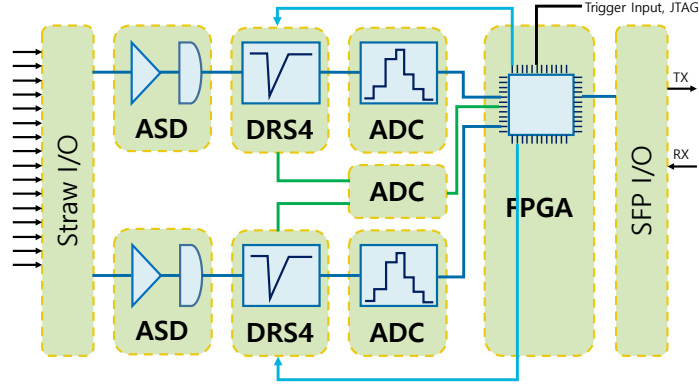 Trigger Input, JTAG
Straw I/O
ASD
DRS4
ADC
ADC
FPGA
SFP I/O
TX
RX
ASD
DRS4
ADC